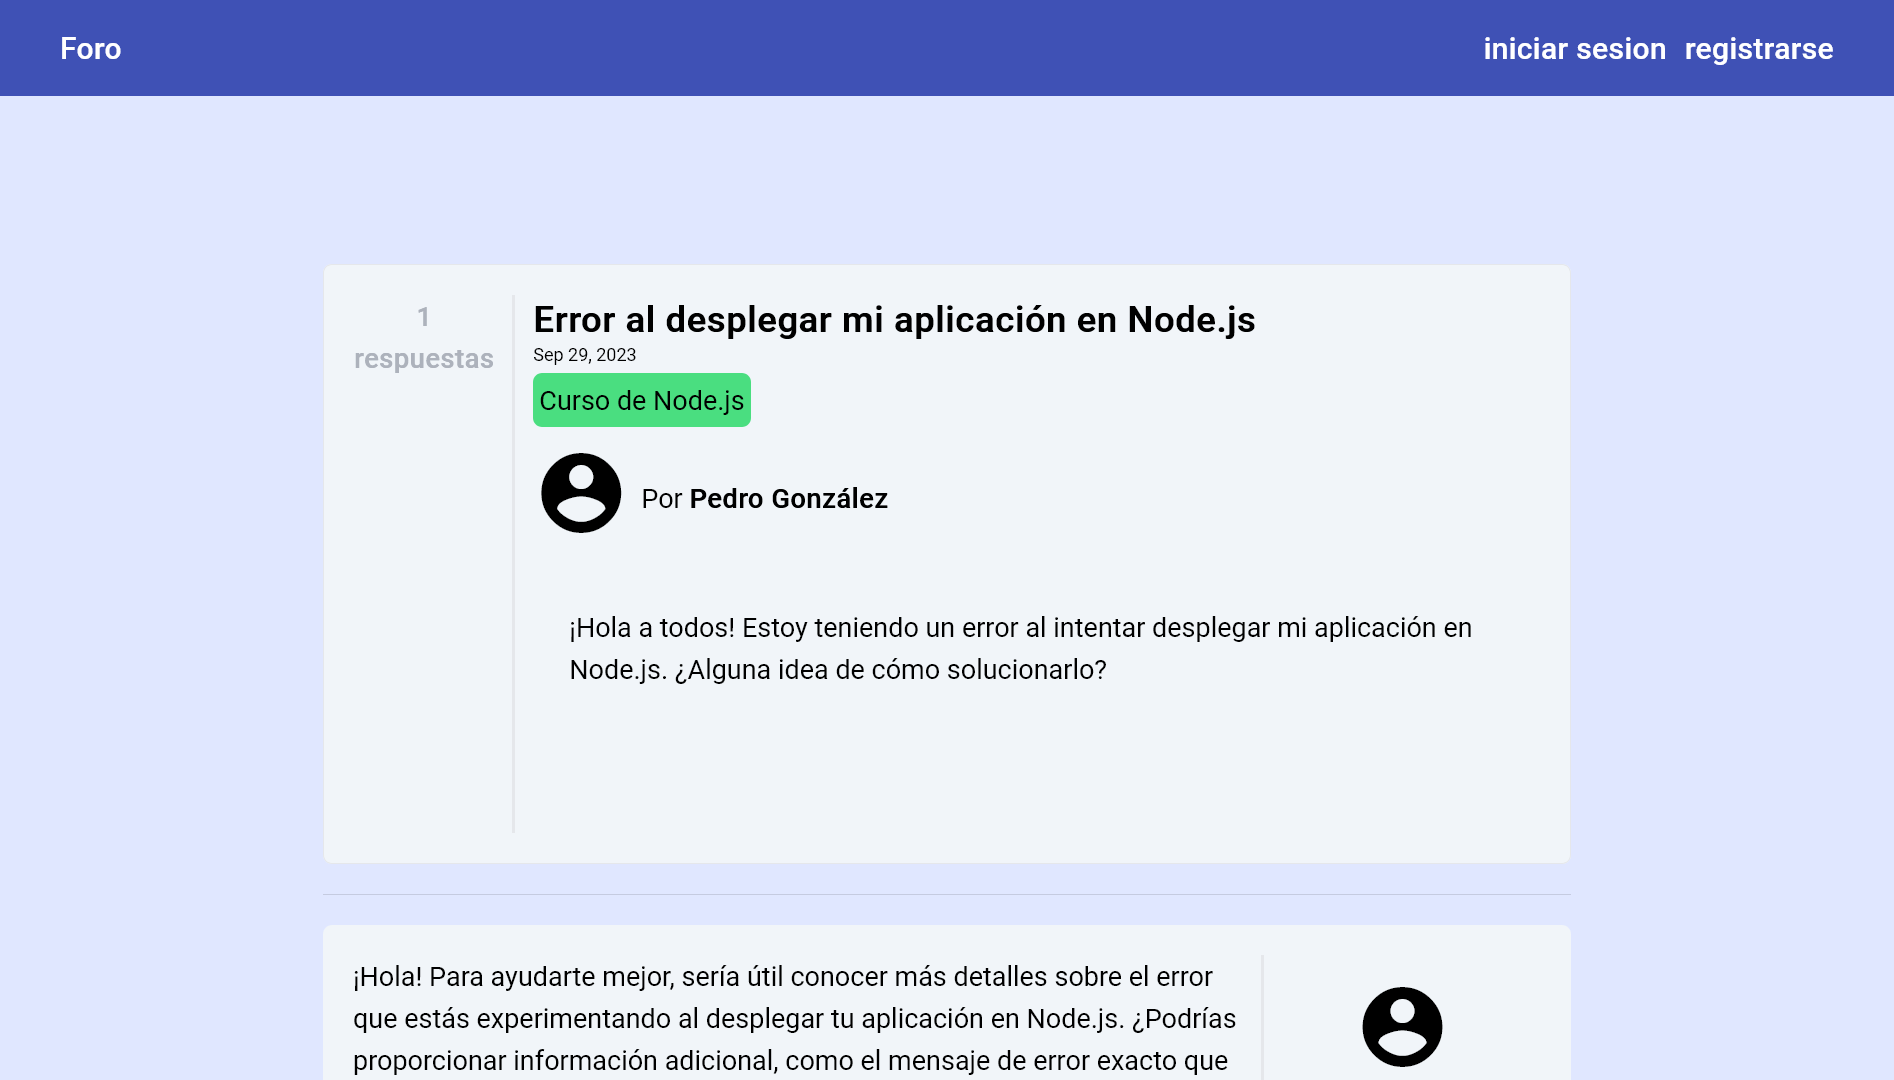 Foro
iniciar sesion registrarse
1
respuestas
Error al desplegar mi aplicación en Node.js
Sep 29, 2023
Curso de Node.js
Por Pedro González
¡Hola a todos! Estoy teniendo un error al intentar desplegar mi aplicación en
Node.js. ¿Alguna idea de cómo solucionarlo?
¡Hola! Para ayudarte mejor, sería útil conocer más detalles sobre el error
que estás experimentando al desplegar tu aplicación en Node.js. ¿Podrías
proporcionar información adicional, como el mensaje de error exacto que